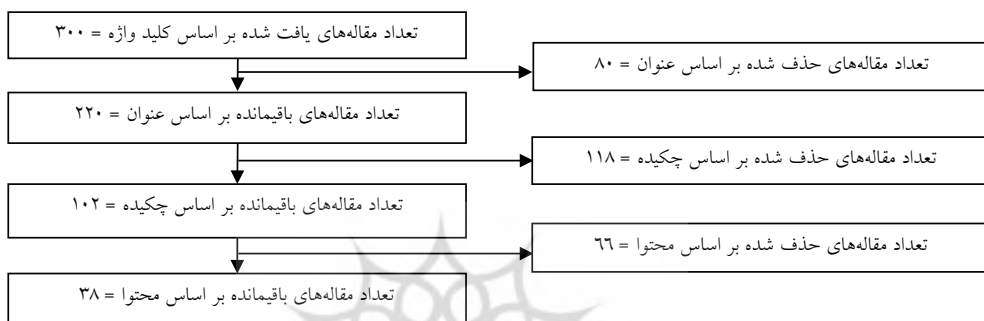 تعداد مقاله‌های یافت شده بر اساس کلید واژه = ۳۰۰
تعداد مقاله‌های حذف شده بر اساس عنوان = ۸۰
تعداد مقاله‌های باقیمانده بر اساس عنوان = ۲۲۰
تعداد مقاله‌های حذف شده بر اساس چکیده = ۱۱۸
تعداد مقاله‌های باقیمانده بر اساس چکیده = ۱۰۲
تعداد مقاله‌های حذف شده بر اساس محتوا = ۶۶
تعداد مقاله‌های باقیمانده بر اساس محتوا = ۳۸